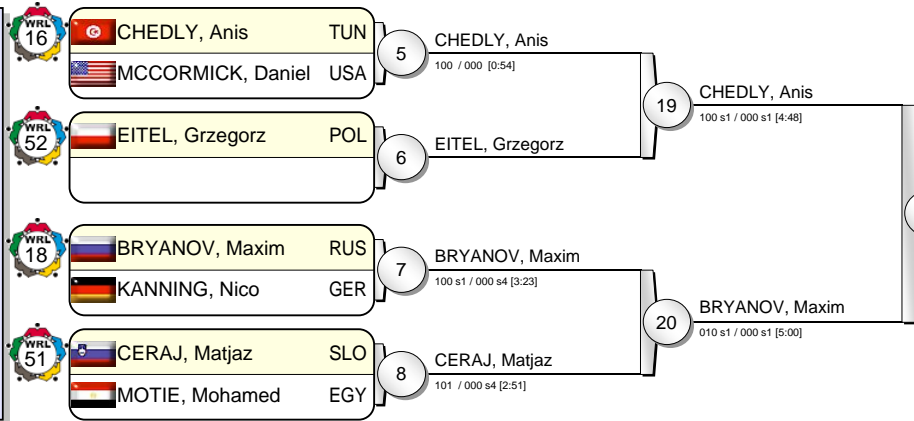 WRL
16
CHEDLY, Anis TUN
MCCORMICK, Daniel USA
5
CHEDLY, Anis
100 / 000 [0:54]
WRL
52
EITEL, Grzegorz POL
6
EITEL, Grzegorz
19
CHEDLY, Anis
100 s1 / 000 s1 [4:48]
WRL
18
BRYANOV, Maxim RUS
KANNING, Nico GER
7
BRYANOV, Maxim
100 s1 / 000 s4 [3:23]
WRL
51
CERAJ, Matjaz SLO
MOTIE, Mohamed EGY
8
CERAJ, Matjaz
101 / 000 s4 [2:51]
20
BRYANOV, Maxim
010 s1 / 000 s1 [5:00]